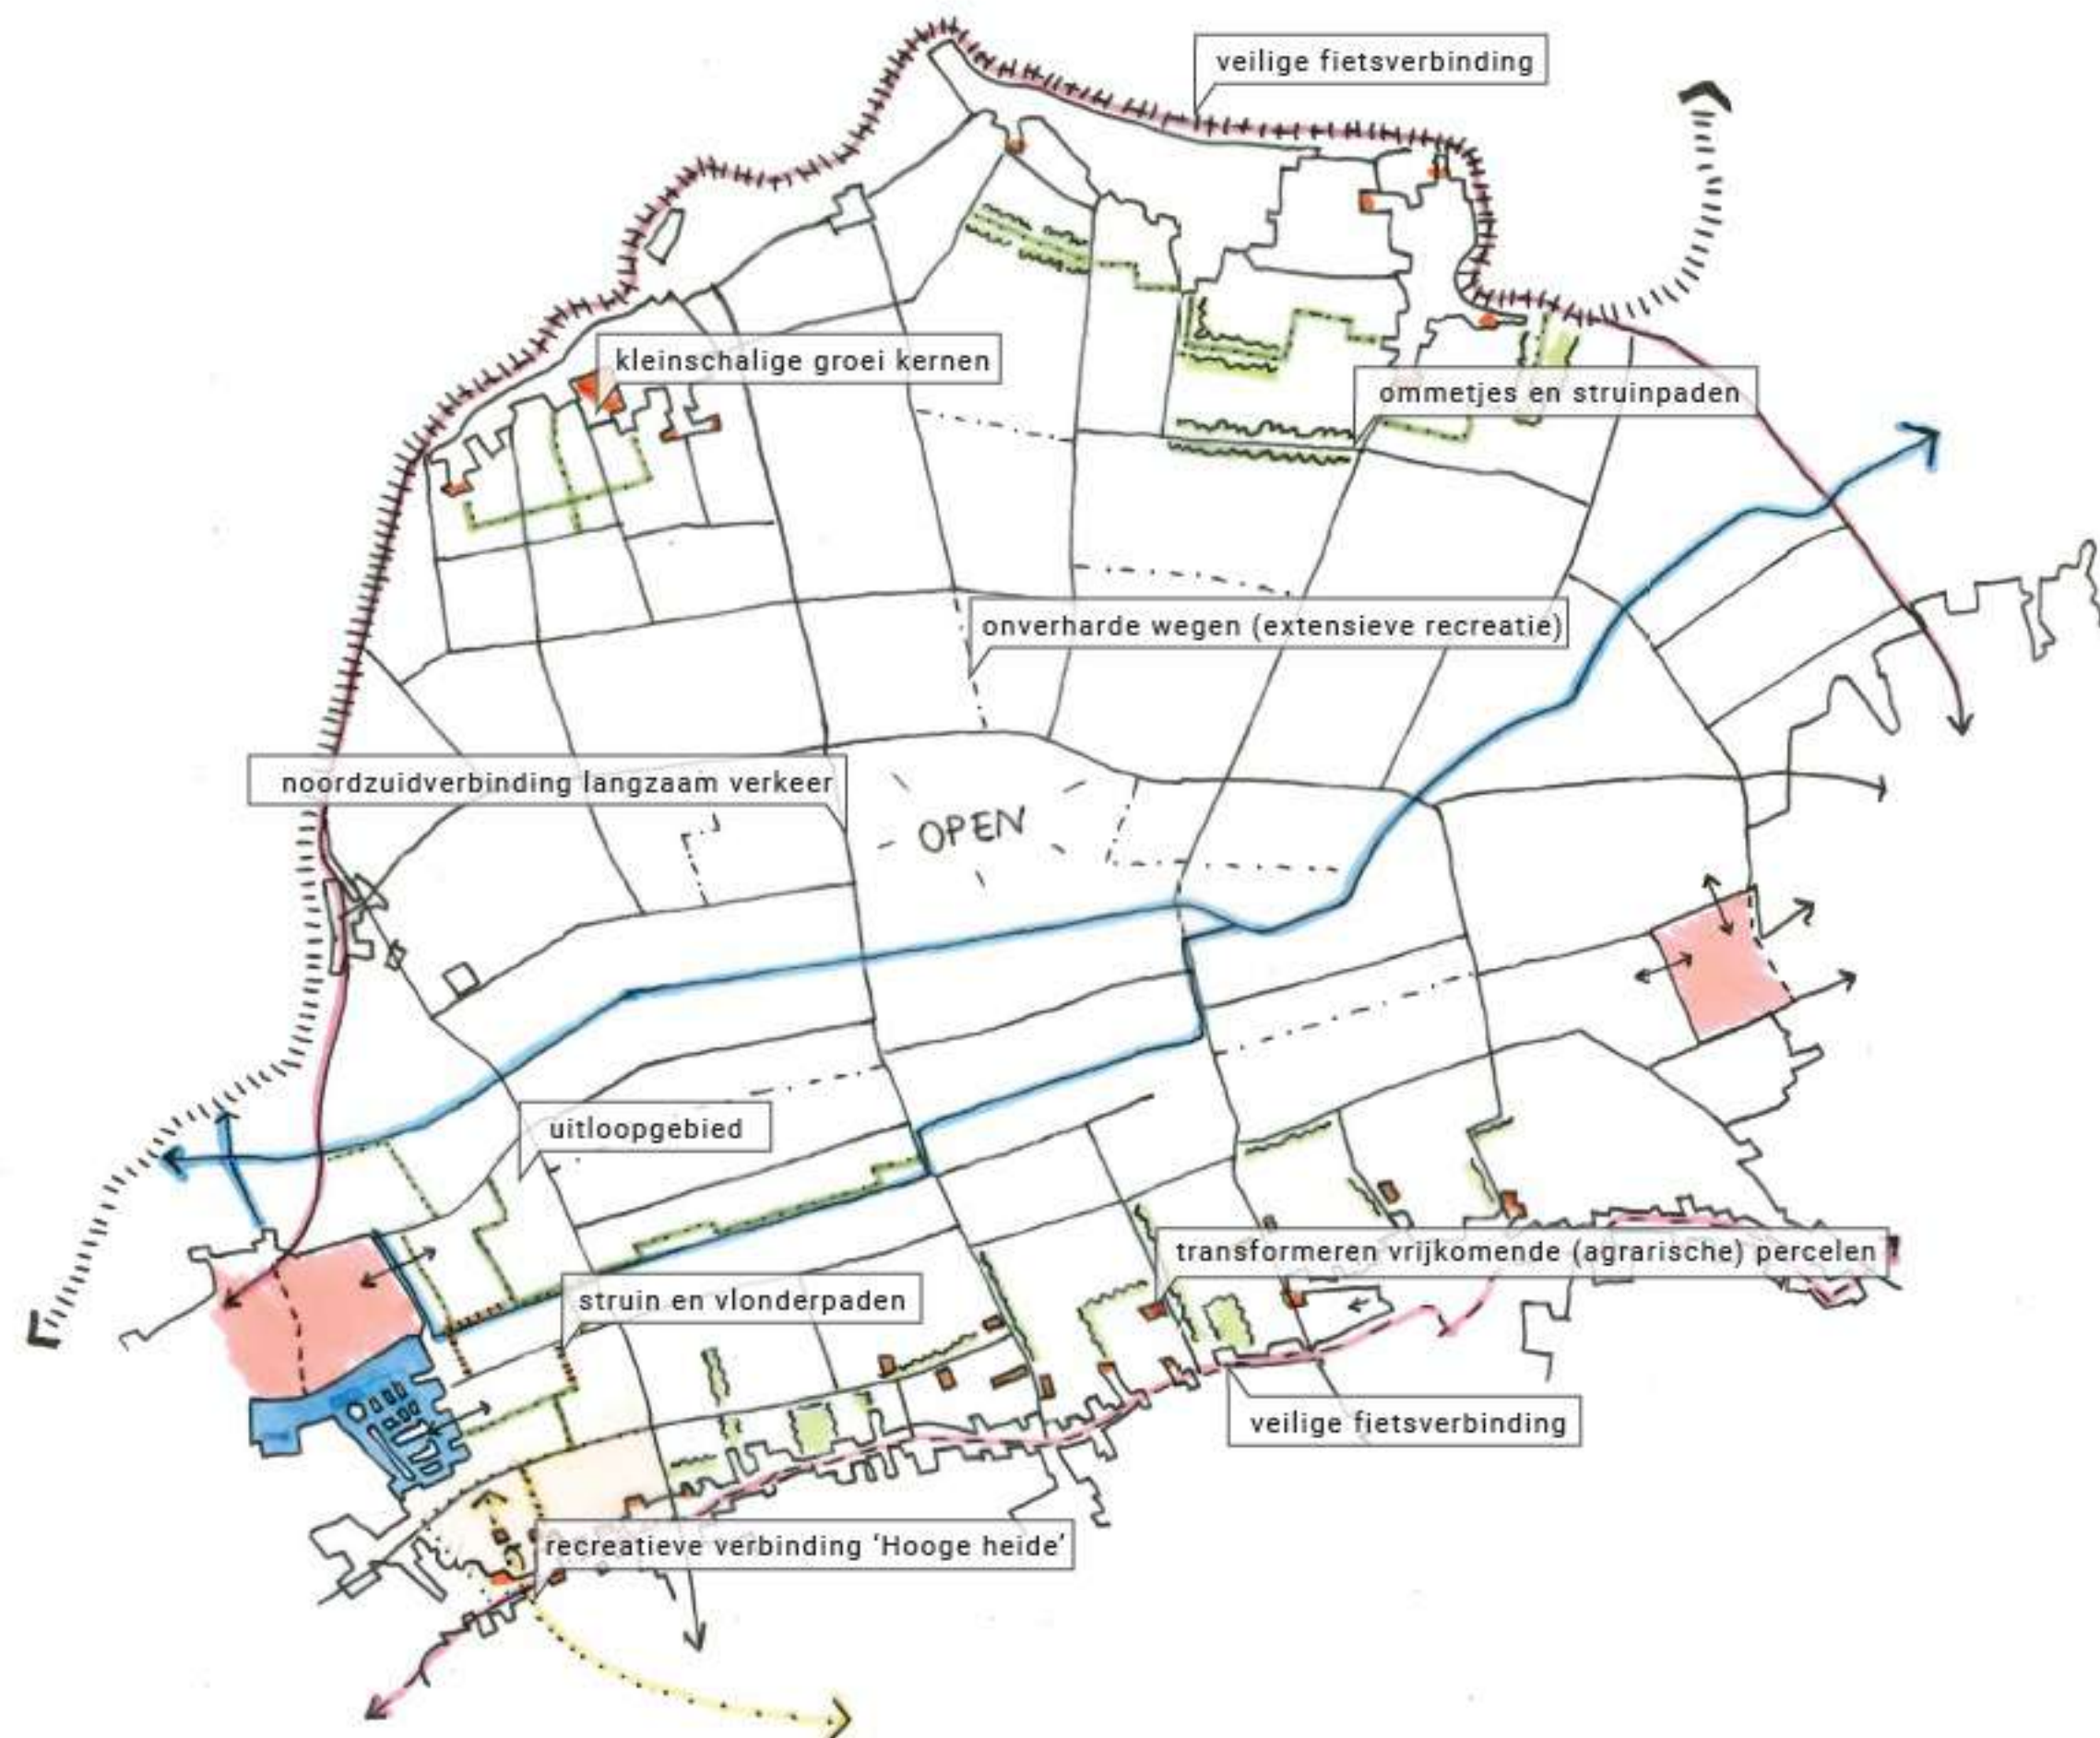 veilige fietsverbinding
kleinschalige groei kernen
ommetjes en struinpaden
onverharde wegen (extensieve recreatie)
noordzuidverbinding langzaam verkeer
OPEN
uitloopgebied
transformeren vrijkomende (agrarische) percelen
struin en vlonderpaden
veilige fietsverbinding
recreatieve verbinding ‘Hooge heide’